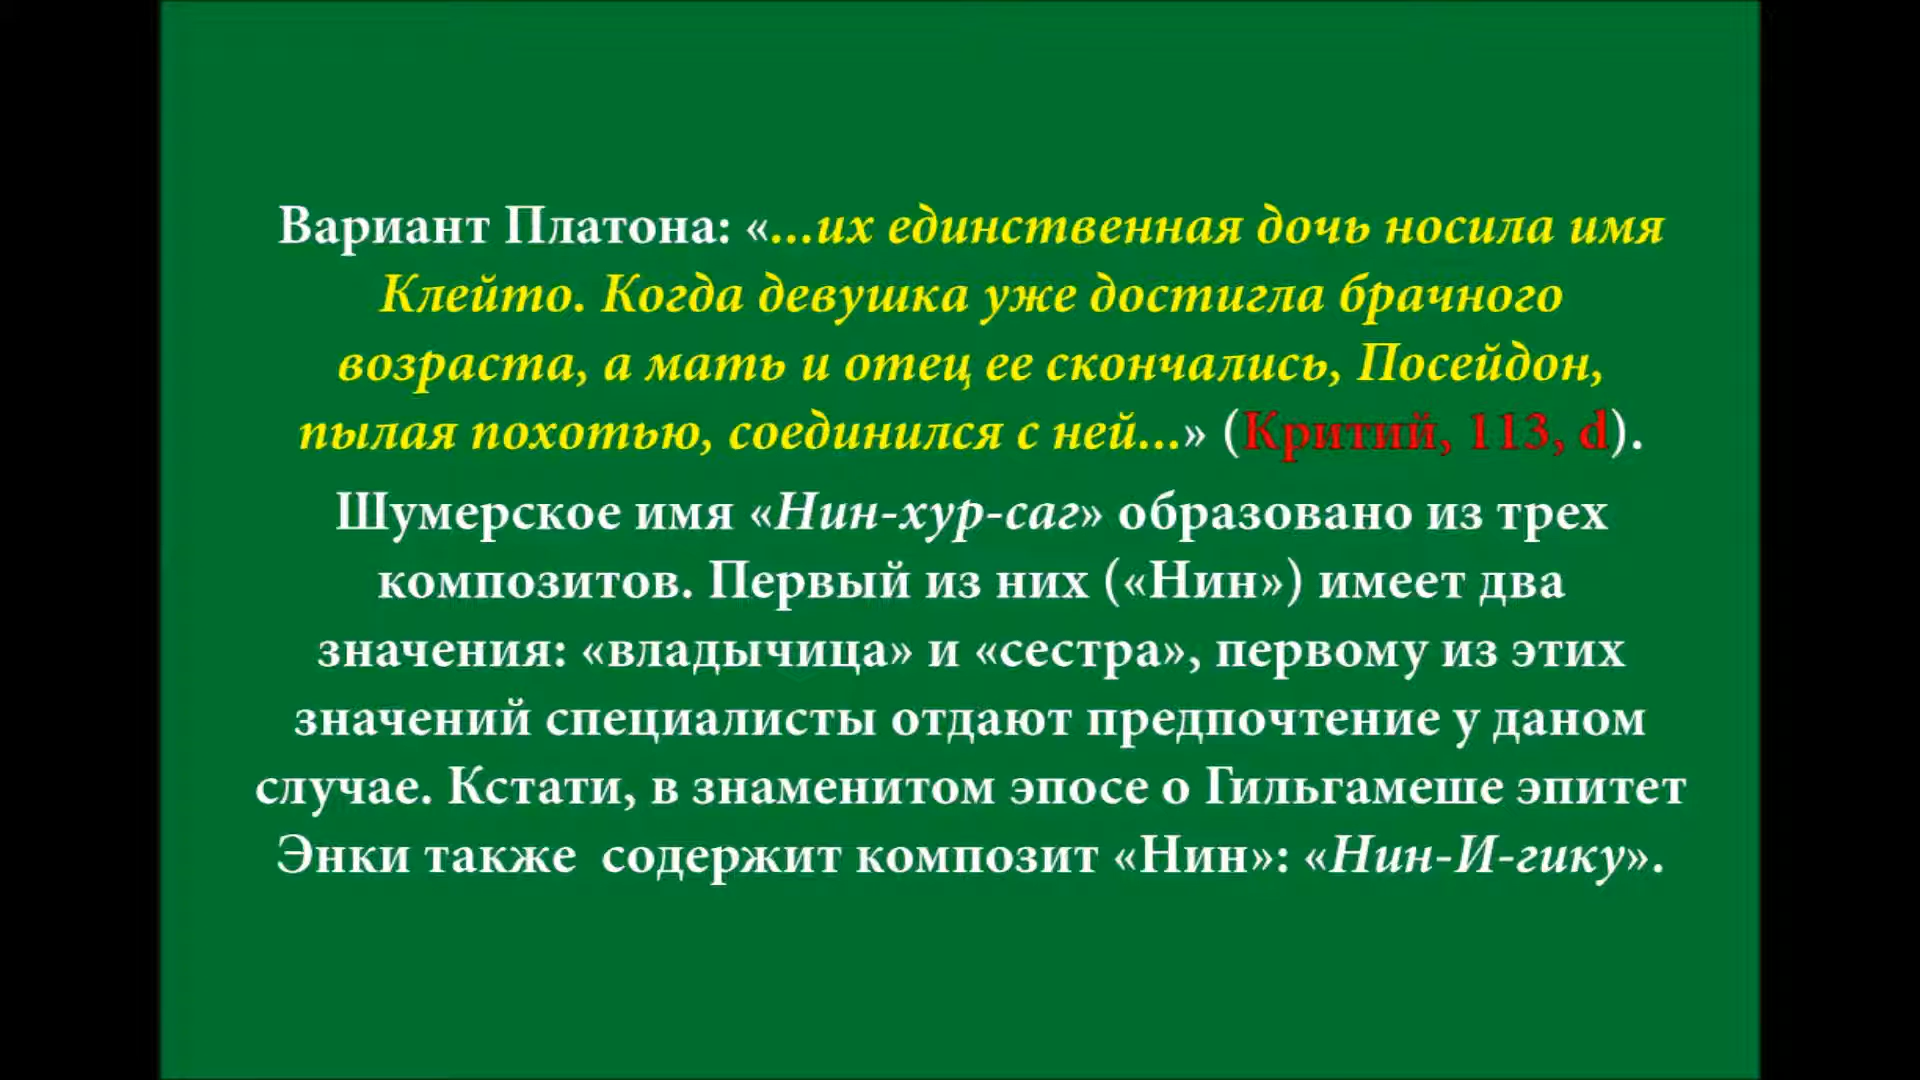 Вариант Платона: «...их единственная дочь носила имя
Клейто. Когда девушка уже достигла брачного
возраста, а мать и отец ее скончались, Посейдон,
пылая похотью, соединился с ней...» (Критий, 113, d).
Шумерское имя «Нин-хур-саг» образовано из трех
композитов. Первый из них («Нин») имеет два
значения: «владычица» и «сестра», первому из этих
значений специалисты отдают предпочтение у даном
случае. Кстати, в знаменитом эпосе о Гильгамеше эпитет
Энки также  содержит композит «Нин»: «Нин-И-гику».